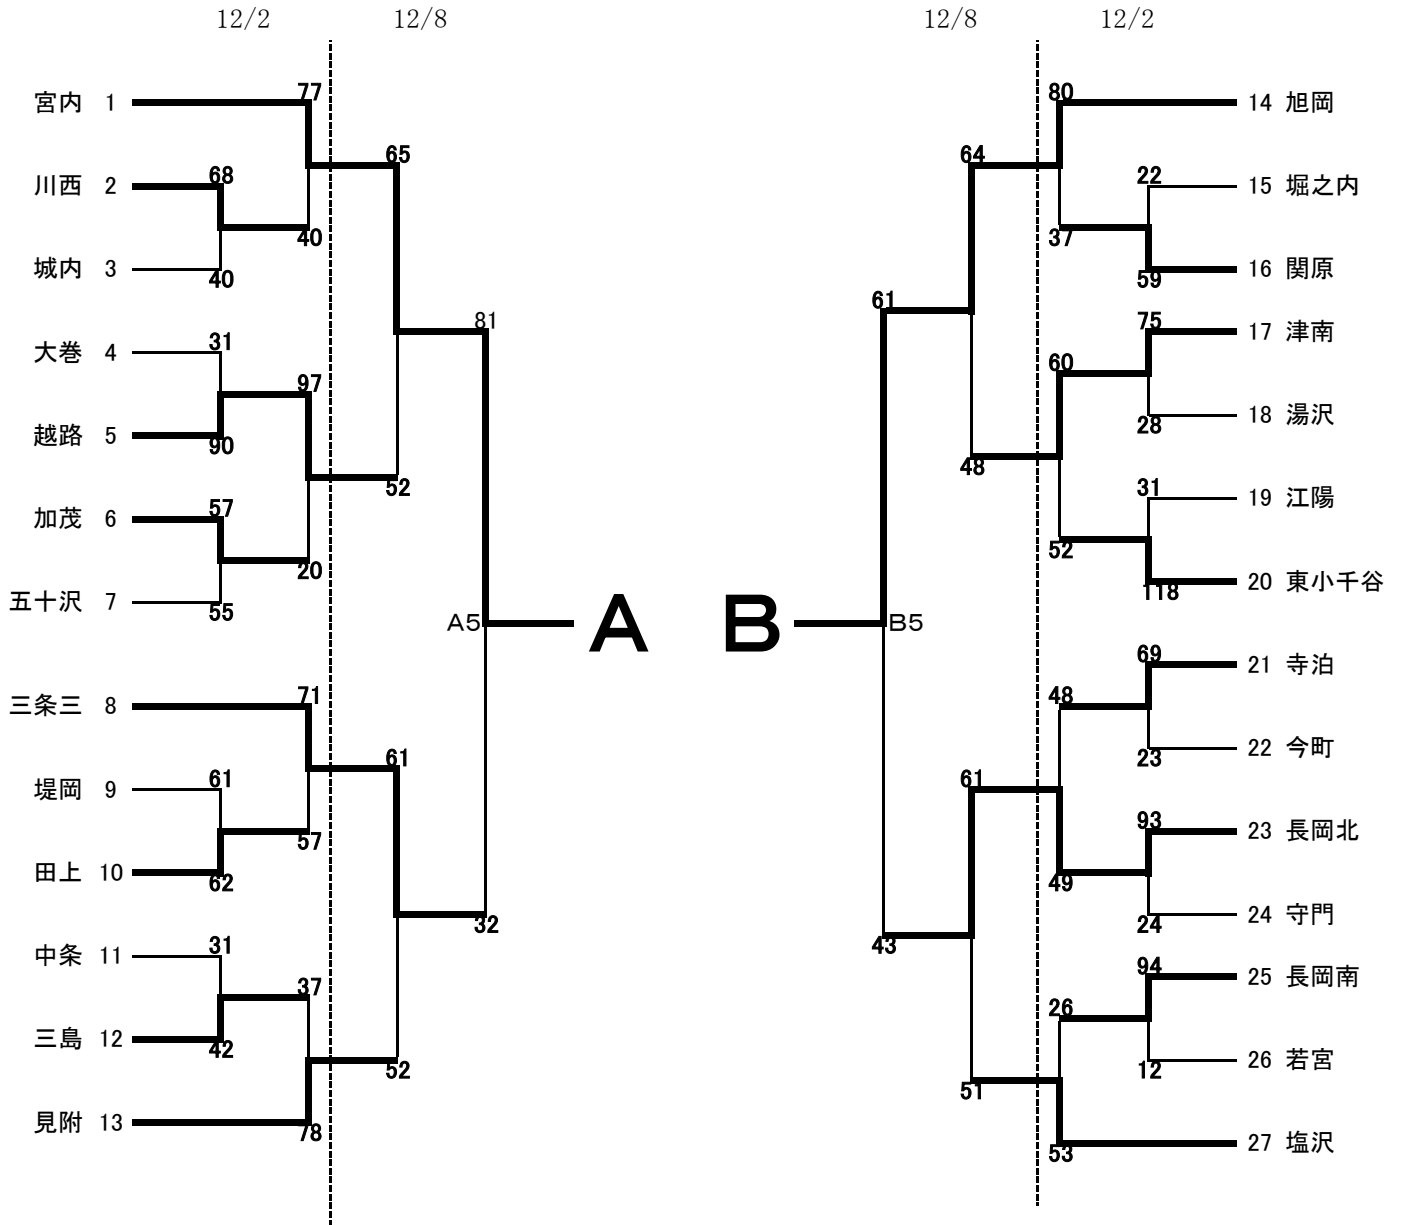 12/2 12/8 12/8 12/2
77 80
宮内 1 14 旭岡
65 64
68 22
川西 2 15 堀之内
40 37
城内 3 16 関原
40 59
61
81 75
17 津南
31 60
大巻 4
97
18 湯沢
越路 5 28
90
52 48
57 31
加茂 6 19 江陽
52
20 20 東小千谷
118
五十沢 7
55
A5 A B B5
69
21 寺泊
71 48
三条三 8
22 今町
61 23
61 61
堤岡 9
93
57 23 長岡北
田上 10
62 49
24 守門
32 24
31 43
中条 11
94
25 長岡南
37 26
三島 12
42
26 若宮
52 12
51
見附 13
78
27 塩沢
53